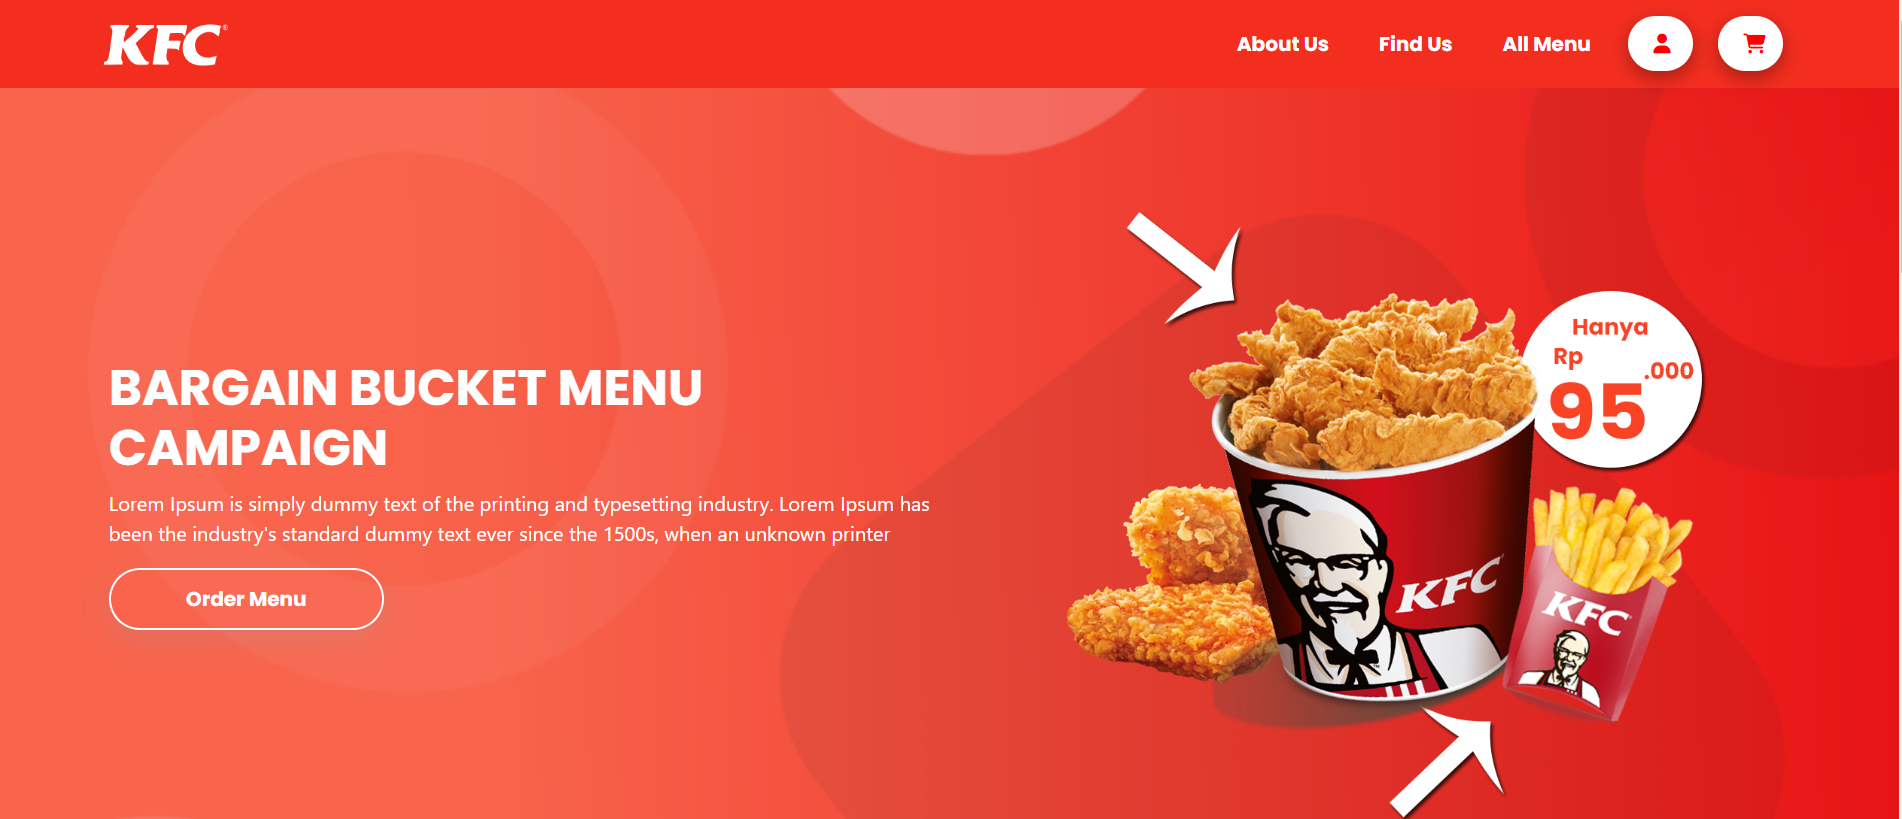 KFC®
About Us
Find Us
All Menu
Hanya
Rp
95.000
BARGAIN BUCKET MENU
CAMPAIGN
Lorem Ipsum is simply dummy text of the printing and typesetting industry. Lorem Ipsum has
been the industry's standard dummy text ever since the 1500s, when an unknown printer
Order Menu
KFC
KFC